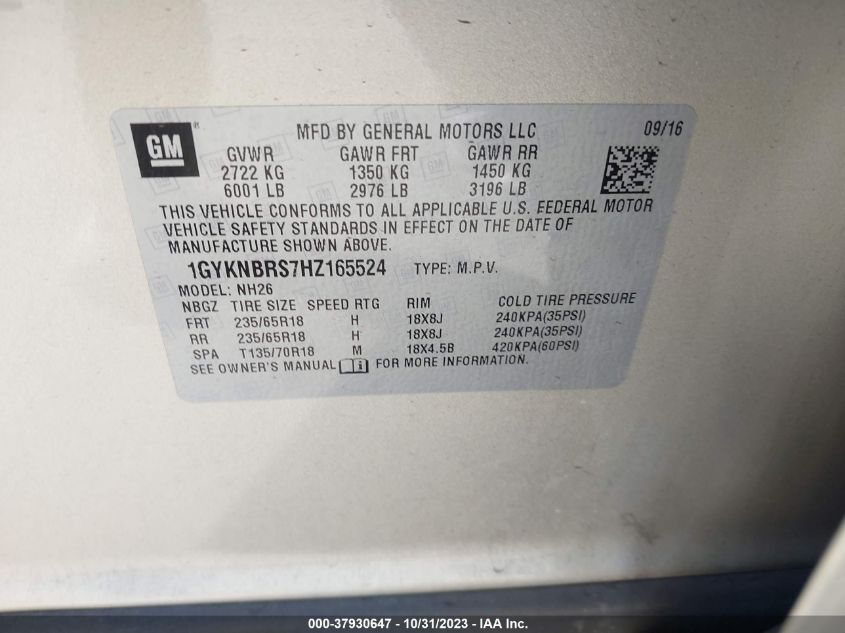 GM ® MFD BY GENERAL MOTORS LLC 09/16
GVWR GAWR FRT GAWR RR
2722 KG 1350 KG 1450 KG
6001 LB 2976 LB 3196 LB
THIS VEHICLE CONFORMS TO ALL APPLICABLE U.S. FEDERAL MOTOR
VEHICLE SAFETY STANDARDS IN EFFECT ON THE DATE OF
MANUFACTURE SHOWN ABOVE.
1GYKNBRS7HZ165524 TYPE: M.P.V.
MODEL: NH26
NBGZ TIRE SIZE SPEED RTG RIM COLD TIRE PRESSURE
FRT 235/65R18 H 18X8J 240KPA(35PSI)
RR 235/65R18 H 18X8J 240KPA(35PSI)
SPA T135/70R18 M 18X4.5B 420KPA(60PSI)
SEE OWNER'S MANUAL i FOR MORE INFORMATION.
000-37930647 - 10/31/2023 - Copyright © 2023 IAA, Inc.